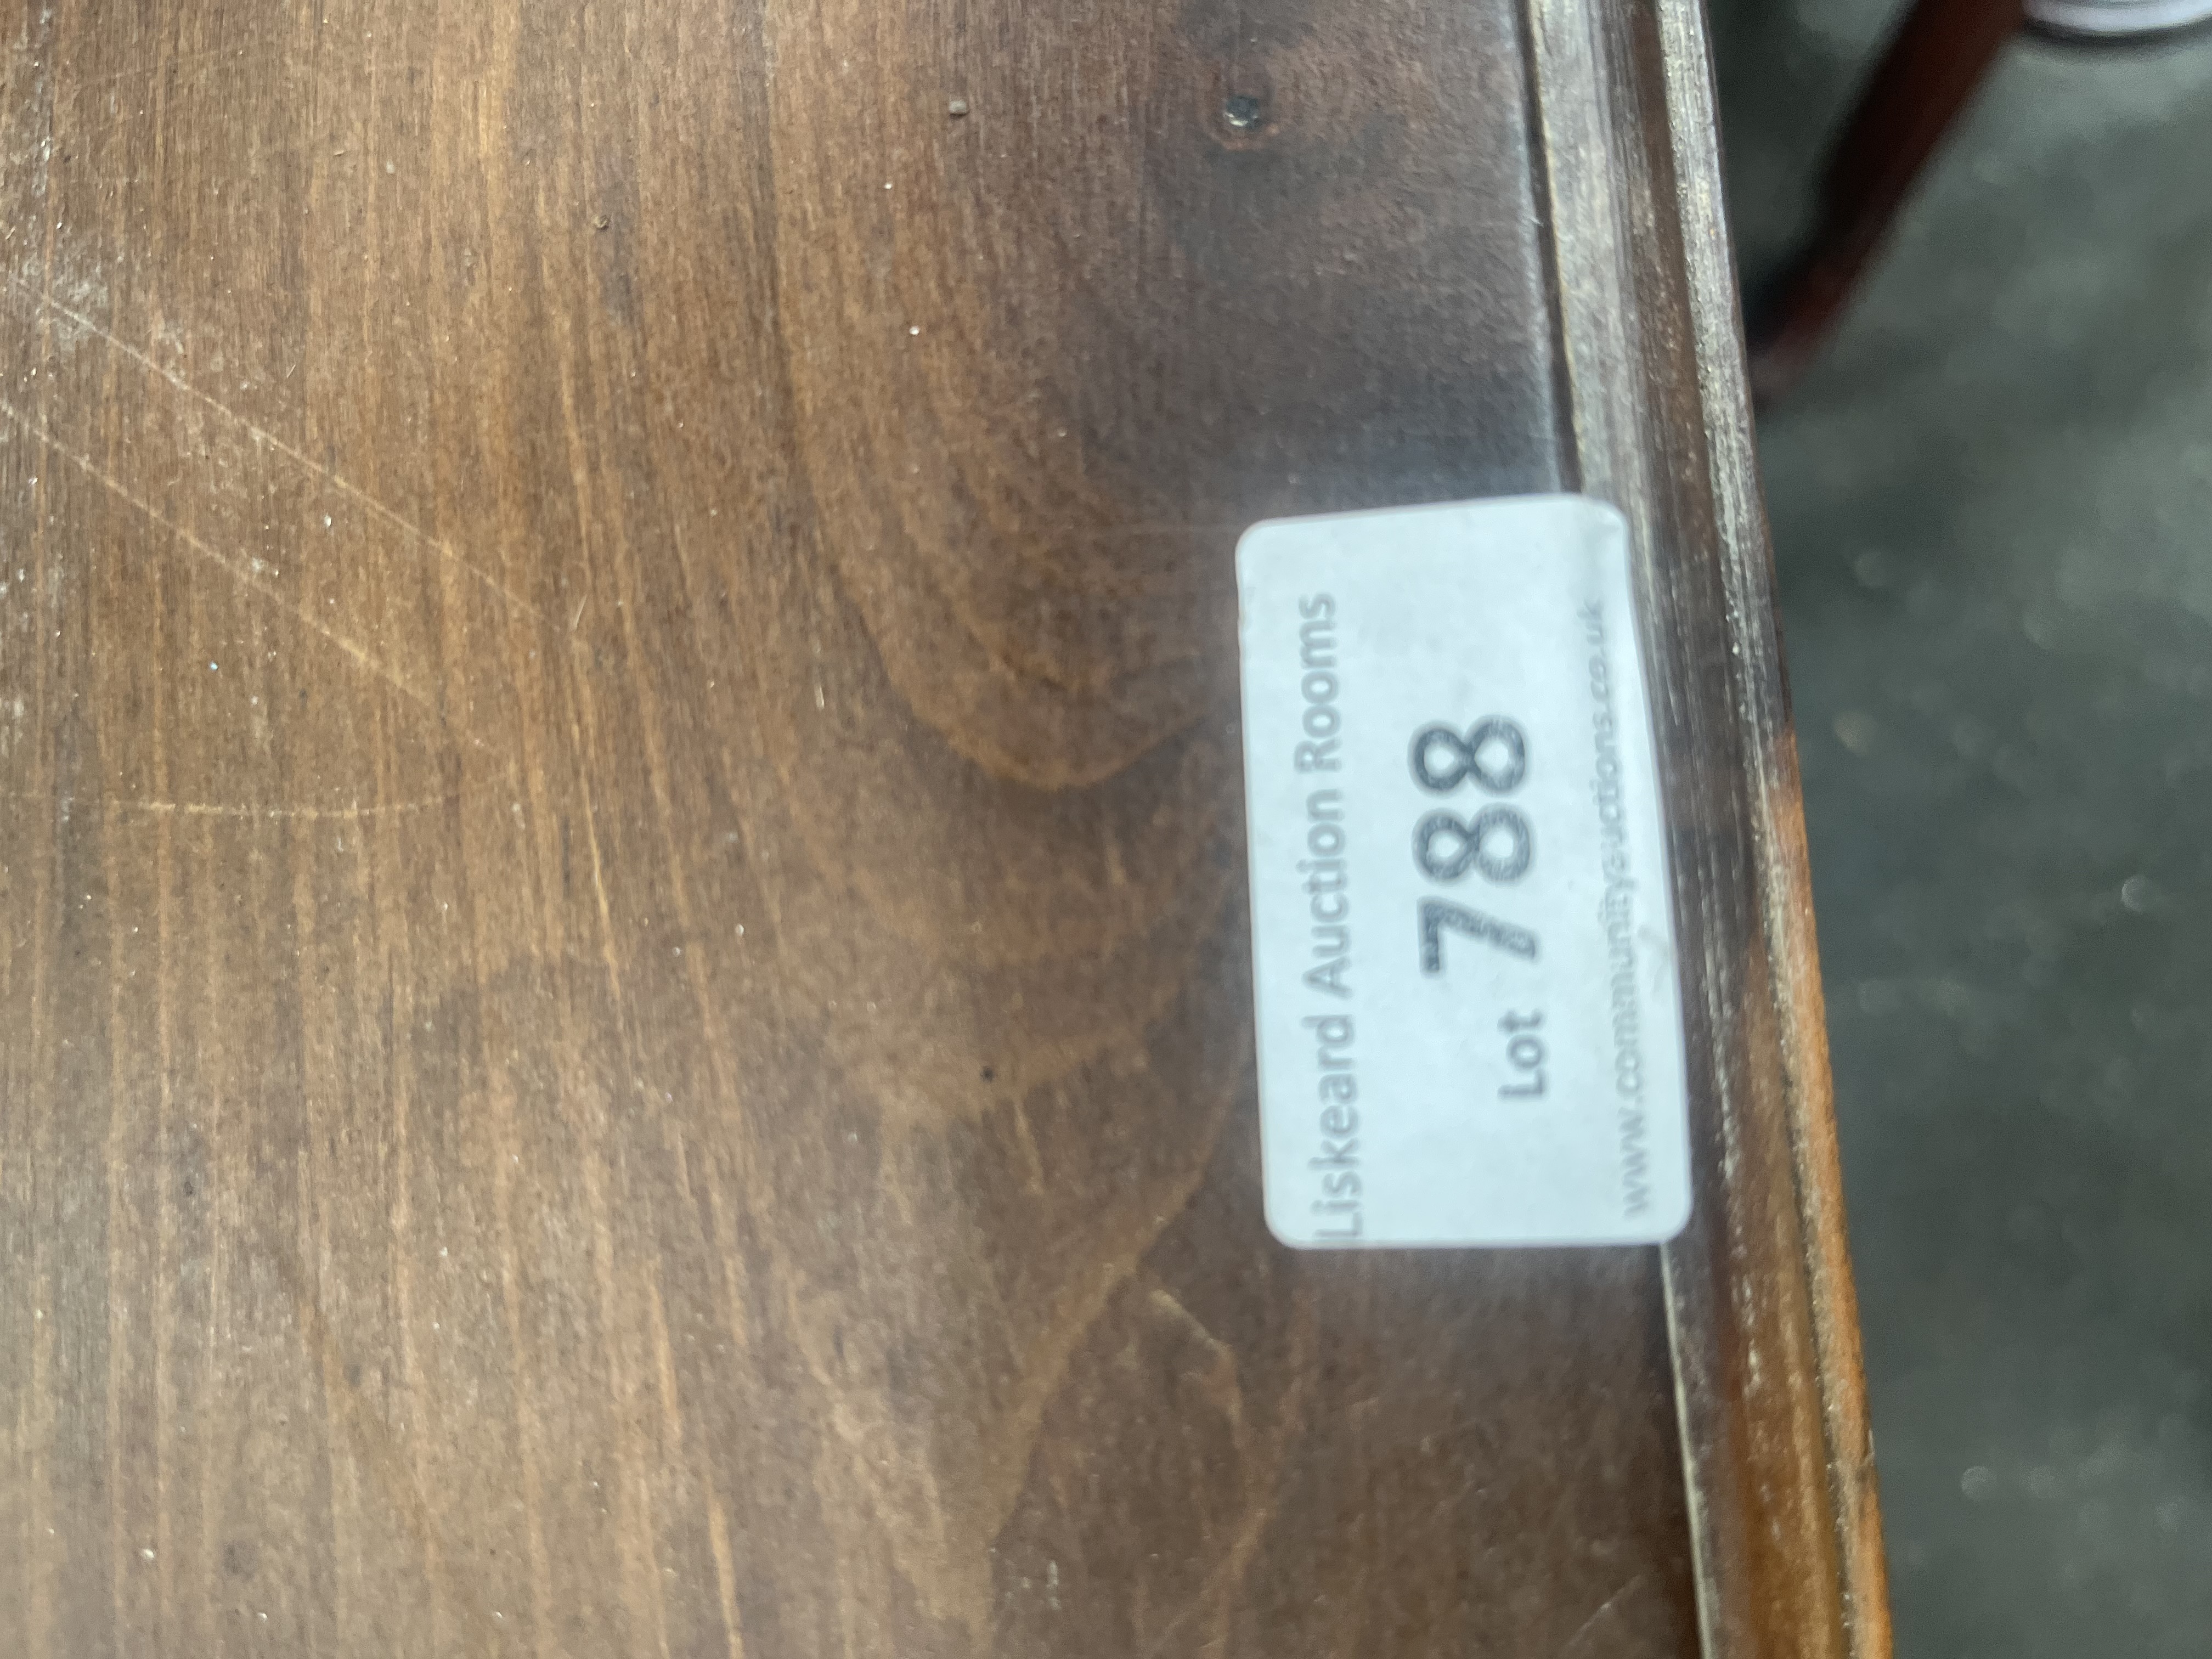 Liskeard Auction Rooms
Lot 788
www.communityauctions.co.uk